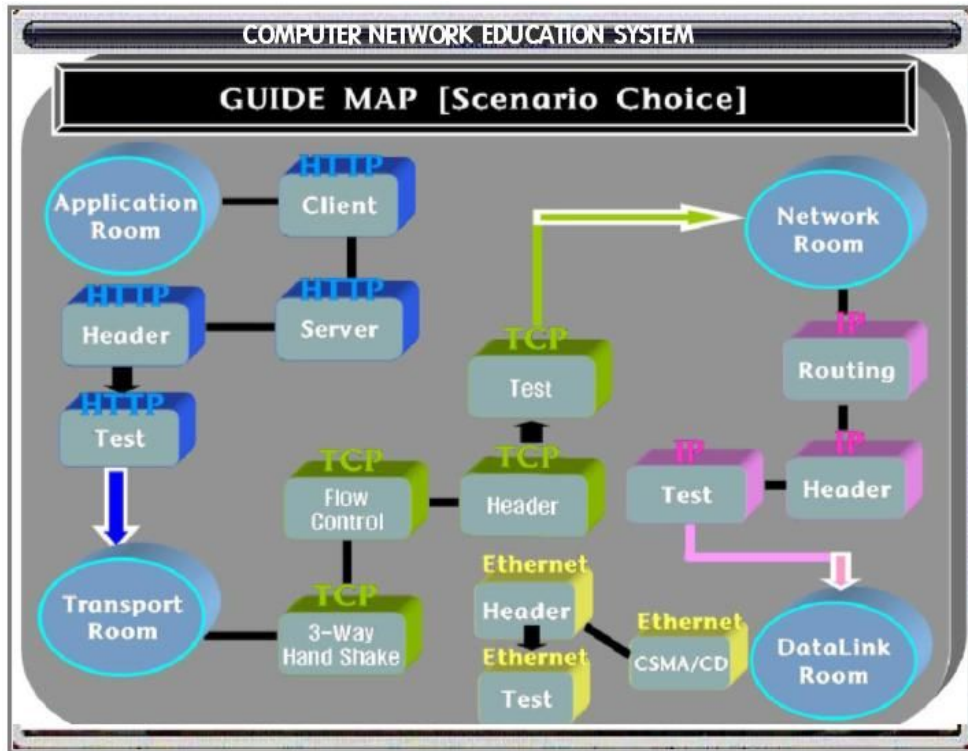 COMPUTER NETWORK EDUCATION SYSTEM
GUIDE MAP [Scenario Choice]
Application
Room
HTTP
Client
HTTP
Server
HTTP
Header
HTTP
Test
Transport
Room
TCP
3-Way
Hand Shake
TCP
Flow
Control
TCP
Header
TCP
Test
Network
Room
IP
Routing
IP
Header
IP
Test
DataLink
Room
Ethernet
CSMA/CD
Ethernet
Header
Ethernet
Test